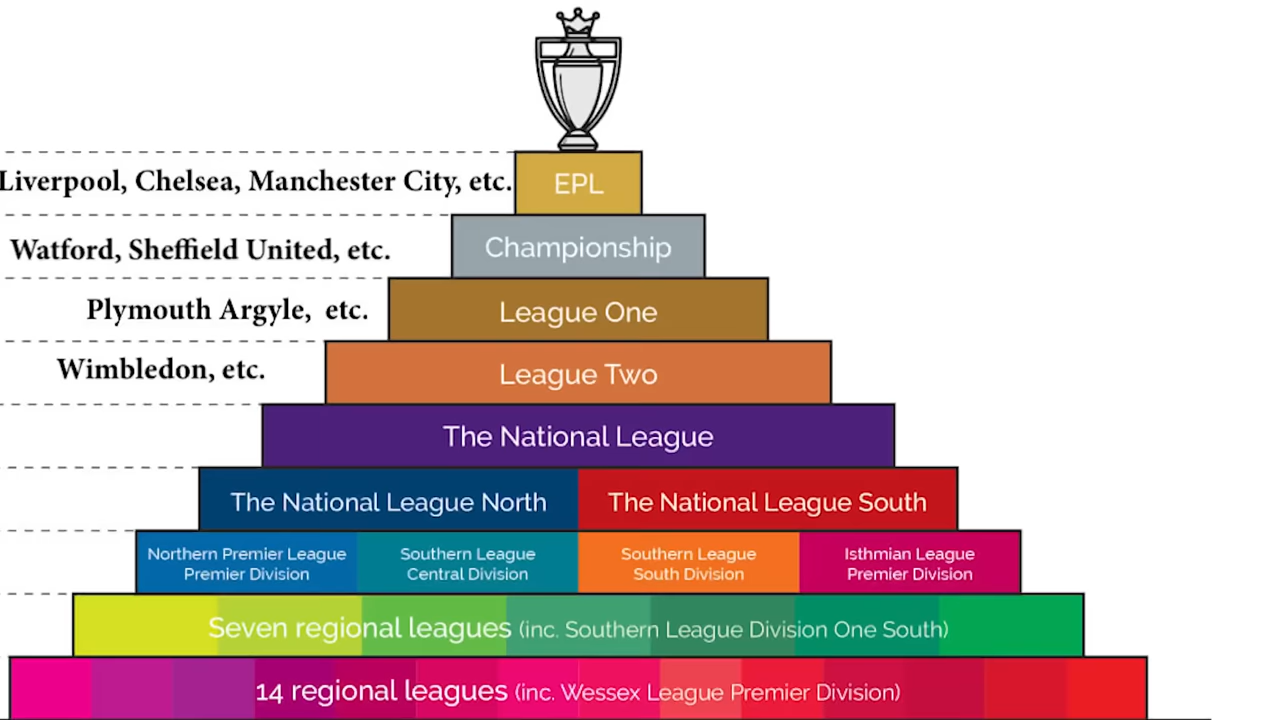 Liverpool, Chelsea, Manchester City, etc. EPL
Watford, Sheffield United, etc. Championship
Plymouth Argyle,  etc. League One
Wimbledon, etc. League Two
The National League
The National League North The National League South
Northern Premier League
Premier Division
Southern League
Central Division
Southern League
South Division
Isthmian League
Premier Division
Seven regional leagues (inc. Southern League Division One South)
14 regional leagues (inc. Wessex League Premier Division)